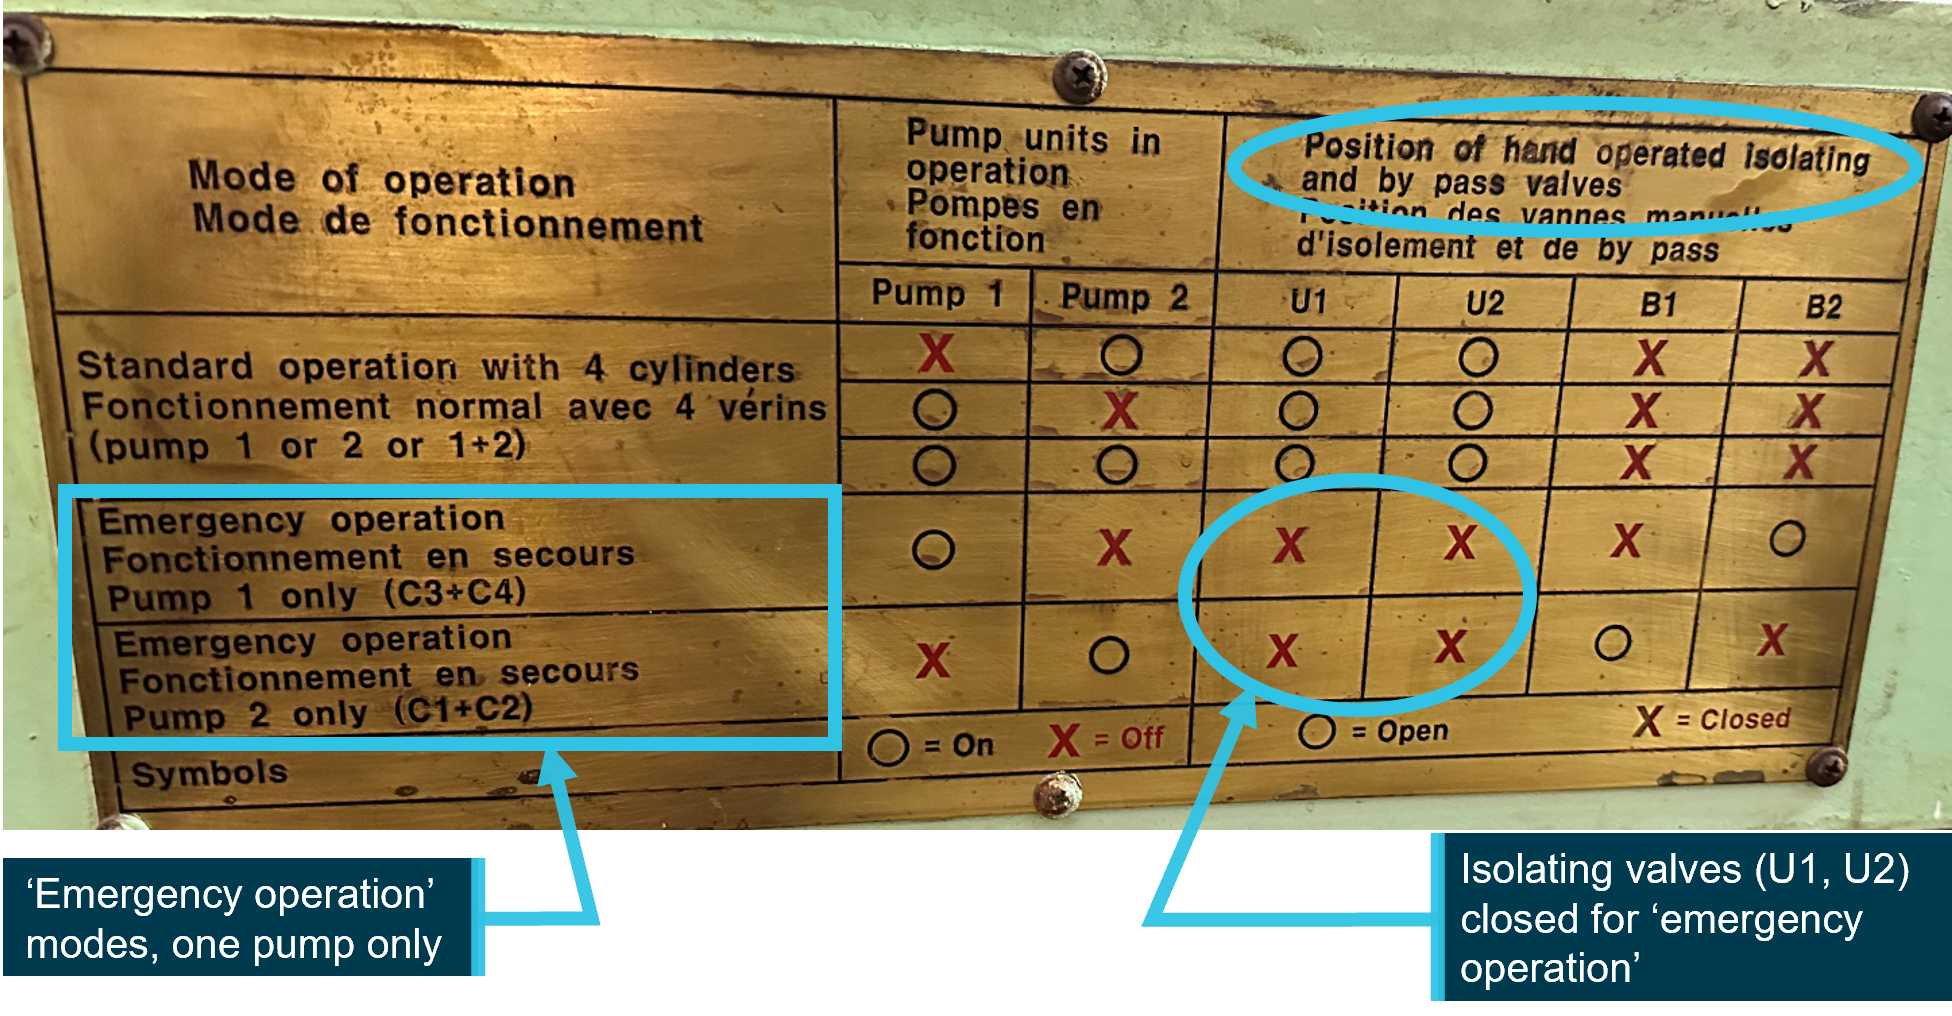 Mode of operation
Mode de fonctionnement
Pump units in
operation
Pompes en
fonction
Position of hand operated isolating
and by pass valves
Position des vannes manuelles
d'isolement et de by pass
Pump 1 Pump 2 U1 U2 B1 B2
Standard operation with 4 cylinders
Fonctionnement normal avec 4 vérins
(pump 1 or 2 or 1+2)
X O O O X X
O X O O X X
O O O O X X
Emergency operation
Fonctionnement en secours
Pump 1 only (C3+C4)
O X X X X O
Emergency operation
Fonctionnement en secours
Pump 2 only (C1+C2)
X O X X O X
Symbols
O = On X = Off
O = Open X = Closed
‘Emergency operation’
modes, one pump only
Isolating valves (U1, U2)
closed for ‘emergency
operation’